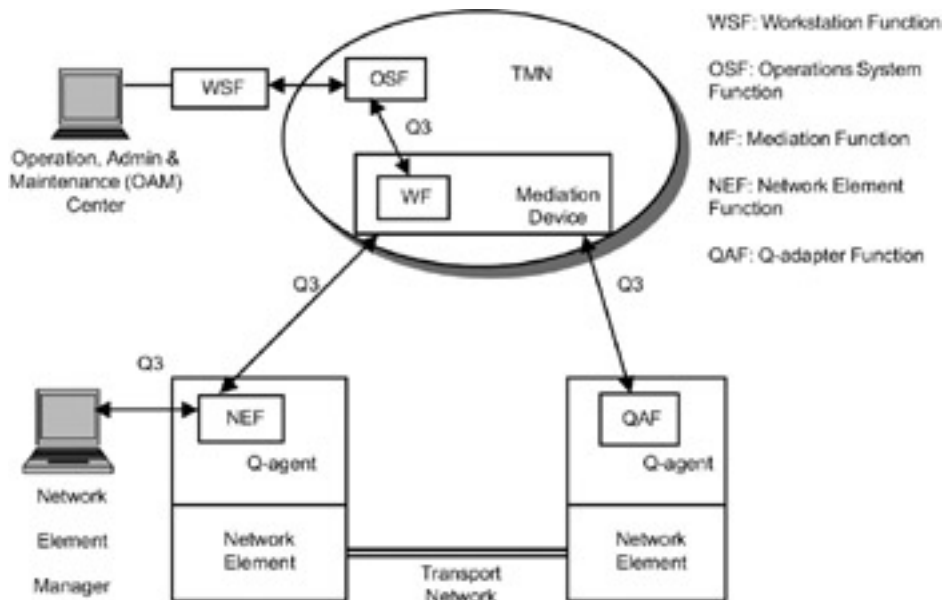 WSF: Workstation Function
OSF: Operations System
Function
MF: Mediation Function
NEF: Network Element
Function
QAF: Q-adapter Function
TMN
OSF
WSF
Q3
Operation, Admin &
Maintenance (OAM)
Center
WF
Mediation
Device
Q3
Q3
Q3
NEF
Q-agent
QAF
Q-agent
Network
Element
Manager
Network
Element
Network
Element
Transport
Network